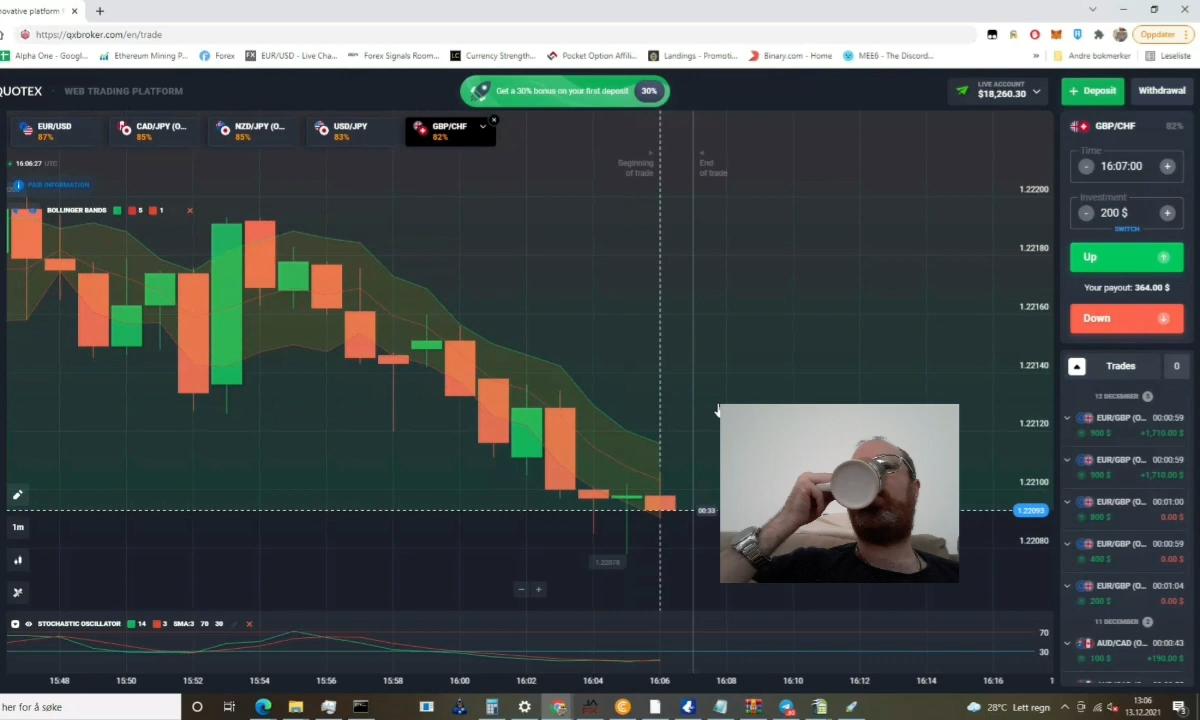 novative platform
https://qxbroker.com/en/trade
Oppdater
Alpha One - Googl...
Ethereum Mining P...
Forex
EUR/USD - Live Cha...
Forex Signals Room...
Currency Strength...
Pocket Option Affili...
Landings - Promoti...
Binary.com - Home
MEE6 - The Discord...
»
Andre bokmerker
Leseliste
QUOTEX
WEB TRADING PLATFORM
Get a 30% bonus on your first deposit 30%
LIVE ACCOUNT
$18,260.30
+ Deposit
Withdrawal
EUR/USD
87%
CAD/JPY (O...
85%
NZD/JPY (O...
85%
USD/JPY
83%
GBP/CHF
82%
16:06:27 UTC
PAIR INFORMATION
BOLLINGER BANDS 5 1
Beginning
of trade
End
of trade
1.22200
1.22180
1.22160
1.22140
1.22120
1.22100
1.22093
1.22080
00:33
1.22078
1m
STOCHASTIC OSCILLATOR 14 3 SMA:3 70 30
70
30
15:48 15:50 15:52 15:54 15:56 15:58 16:00 16:02 16:04 16:06 16:08 16:10 16:12 16:14 16:16
GBP/CHF 82%
Time
- 16:07:00 +
Investment
- 200 $ +
SWITCH
Up
Your payout: 364.00 $
Down
Trades 0
12 DECEMBER 5
EUR/GBP (O... 00:00:59
900 $ +1,710.00 $
EUR/GBP (O... 00:00:59
900 $ +1,710.00 $
EUR/GBP (O... 00:01:00
800 $ 0.00 $
EUR/GBP (O... 00:00:59
400 $ 0.00 $
EUR/GBP (O... 00:01:04
200 $ 0.00 $
11 DECEMBER 2
AUD/CAD (O... 00:00:43
100 $ +190.00 $
her for å søke
28°C Lett regn
13:06
13.12.2021